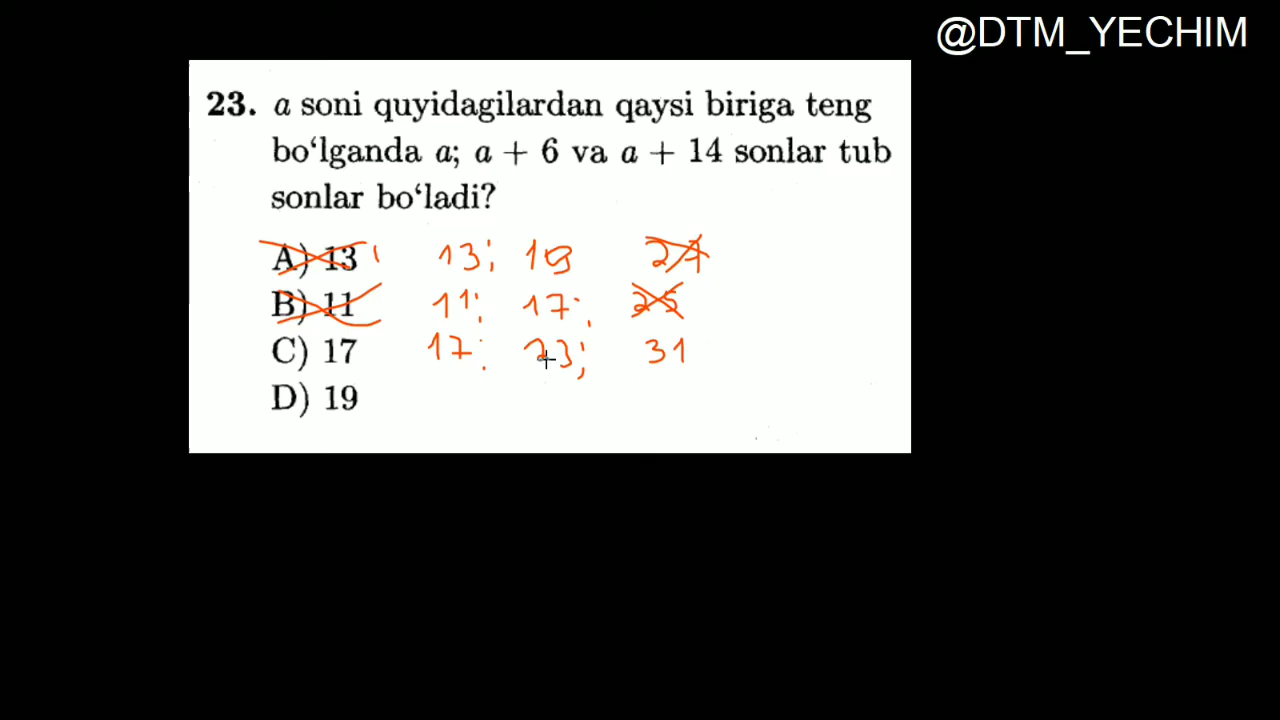 @DTM_YECHIM
23. a soni quyidagilardan qaysi biriga teng
bo‘lganda a; a + 6 va a + 14 sonlar tub
sonlar bo‘ladi?
A) 13 13; 19 27
B) 11 11; 17; 25
C) 17 17; 23; 31
D) 19